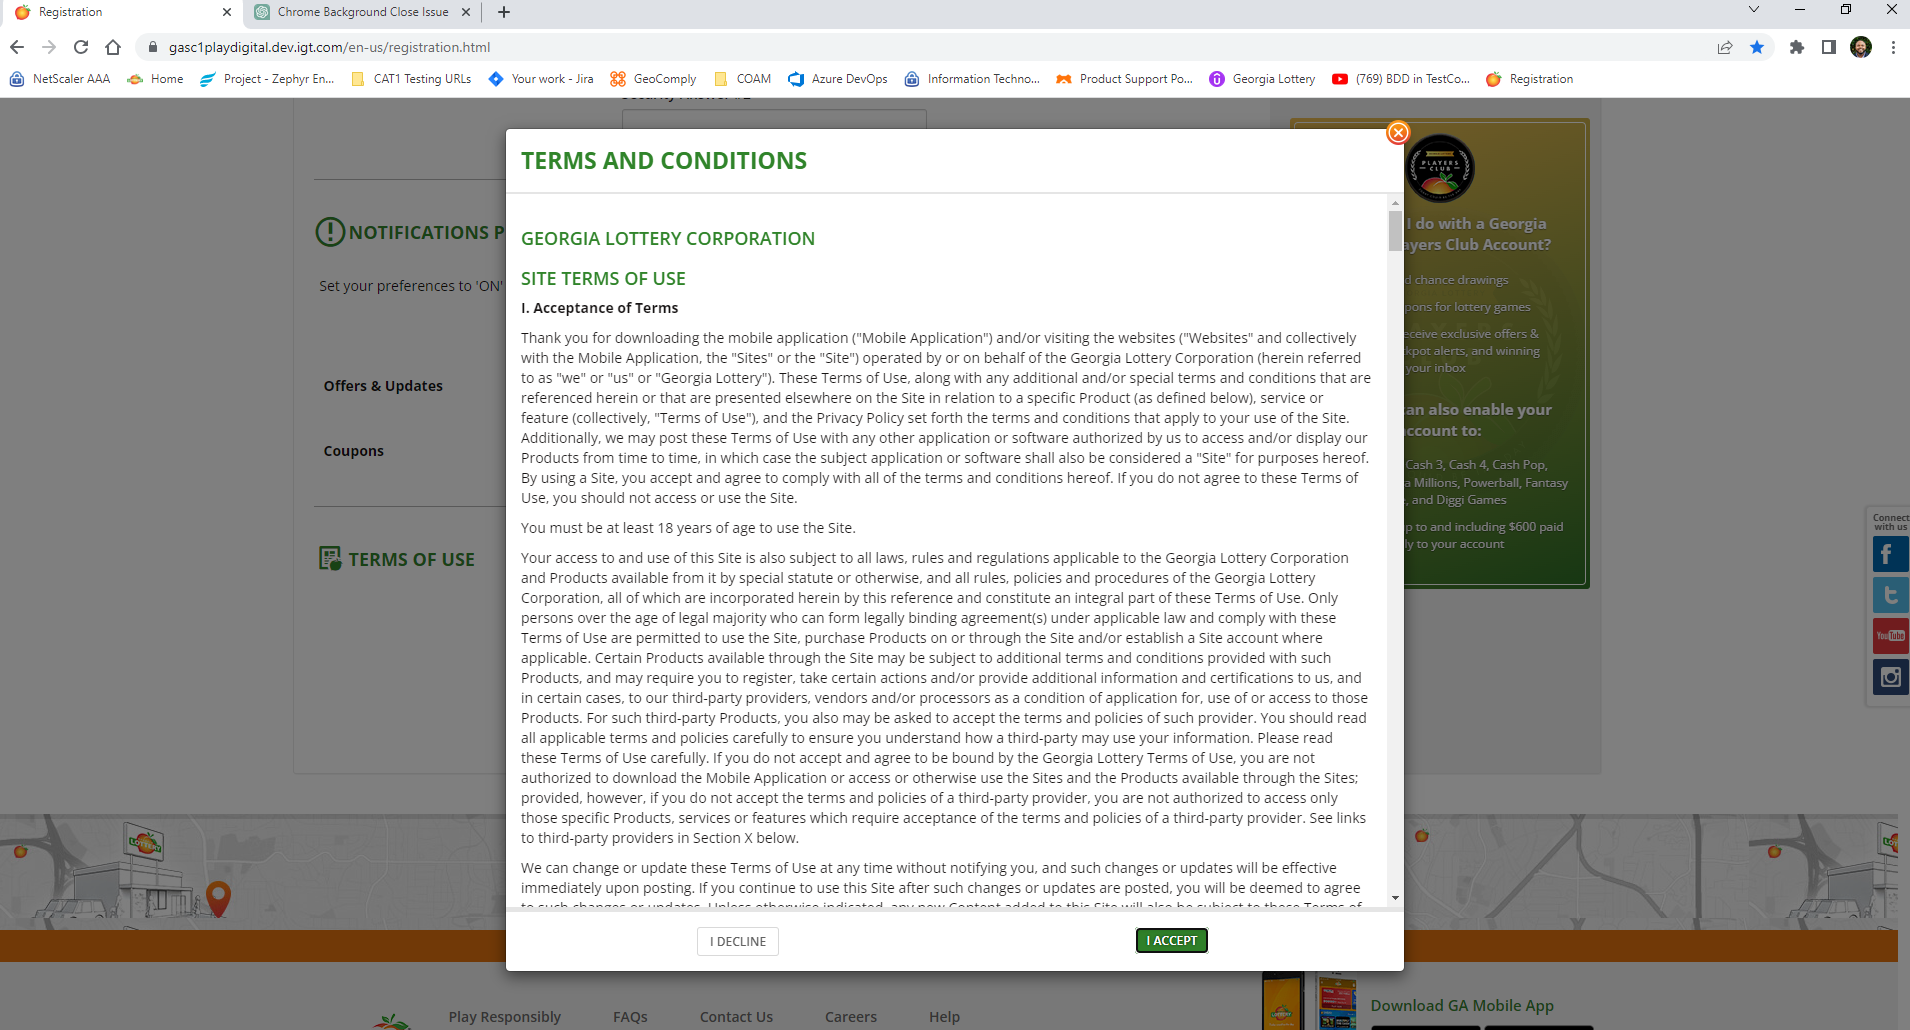 Registration
Chrome Background Close Issue
gasc1playdigital.dev.igt.com/en-us/registration.html
NetScaler AAA
Home
Project - Zephyr En...
CAT1 Testing URLs
Your work - Jira
GeoComply
COAM
Azure DevOps
Information Techno...
Product Support Po...
Georgia Lottery
(769) BDD in TestCo...
Registration
TERMS AND CONDITIONS
GEORGIA LOTTERY CORPORATION
SITE TERMS OF USE
I. Acceptance of Terms
Thank you for downloading the mobile application ("Mobile Application") and/or visiting the websites ("Websites" and collectively
with the Mobile Application, the "Sites" or the "Site") operated by or on behalf of the Georgia Lottery Corporation (herein referred
to as "we" or "us" or "Georgia Lottery"). These Terms of Use, along with any additional and/or special terms and conditions that are
referenced herein or that are presented elsewhere on the Site in relation to a specific Product (as defined below), service or
feature (collectively, "Terms of Use"), and the Privacy Policy set forth the terms and conditions that apply to your use of the Site.
Additionally, we may post these Terms of Use with any other application or software authorized by us to access and/or display our
Products from time to time, in which case the subject application or software shall also be considered a "Site" for purposes hereof.
By using a Site, you accept and agree to comply with all of the terms and conditions hereof. If you do not agree to these Terms of
Use, you should not access or use the Site.
You must be at least 18 years of age to use the Site.
Your access to and use of this Site is also subject to all laws, rules and regulations applicable to the Georgia Lottery Corporation
and Products available from it by special statute or otherwise, and all rules, policies and procedures of the Georgia Lottery
Corporation, all of which are incorporated herein by this reference and constitute an integral part of these Terms of Use. Only
persons over the age of legal majority who can form legally binding agreement(s) under applicable law and comply with these
Terms of Use are permitted to use the Site, purchase Products on or through the Site and/or establish a Site account where
applicable. Certain Products available through the Site may be subject to additional terms and conditions provided with such
Products, and may require you to register, take certain actions and/or provide additional information and certifications to us, and
in certain cases, to our third-party providers, vendors and/or processors as a condition of application for, use of or access to those
Products. For such third-party Products, you also may be asked to accept the terms and policies of such provider. You should read
all applicable terms and policies carefully to ensure you understand how a third-party may use your information. Please read
these Terms of Use carefully. If you do not accept and agree to be bound by the Georgia Lottery Terms of Use, you are not
authorized to download the Mobile Application or access or otherwise use the Sites and the Products available through the Sites;
provided, however, if you do not accept the terms and policies of a third-party provider, you are not authorized to access only
those specific Products, services or features which require acceptance of the terms and policies of a third-party provider. See links
to third-party providers in Section X below.
We can change or update these Terms of Use at any time without notifying you, and such changes or updates will be effective
immediately upon posting. If you continue to use this Site after such changes or updates are posted, you will be deemed to agree
to such changes or updates. Unless otherwise indicated, any new Content added to this Site will also be subject to these Terms of
I DECLINE
I ACCEPT
NOTIFICATIONS P
Set your preferences to 'ON'
Offers & Updates
Coupons
TERMS OF USE
PLAYERS
CLUB
I do with a Georgia
ayers Club Account?
d chance drawings
pons for lottery games
eceive exclusive offers &
kpot alerts, and winning
your inbox
an also enable your
ccount to:
Cash 3, Cash 4, Cash Pop,
a Millions, Powerball, Fantasy
, and Diggi Games
p to and including $600 paid
ly to your account
Connect
with us
YouTube
LOTTERY
Play Responsibly
FAQs
Contact Us
Careers
Help
Download GA Mobile App